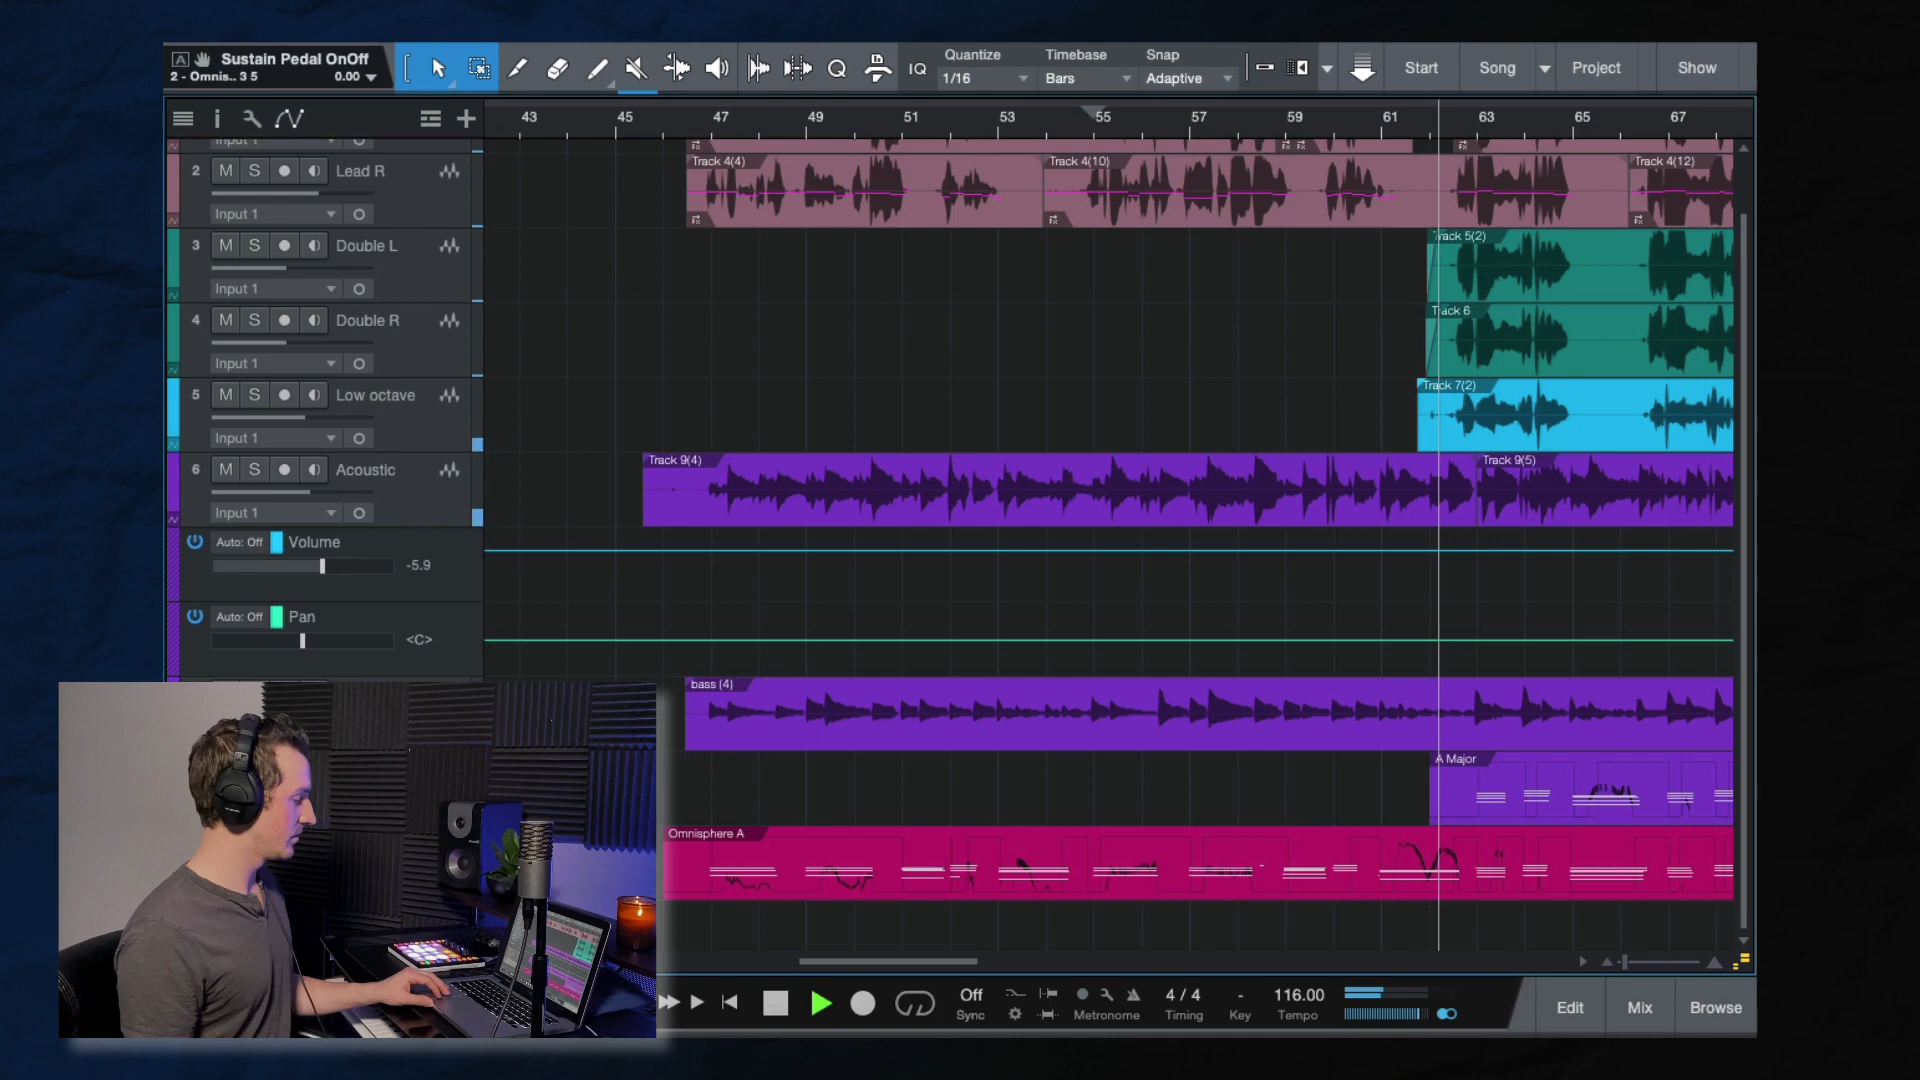 Sustain Pedal OnOff
2 - Omnis.. 3 5 0.00
IQ
Quantize
1/16
Timebase
Bars
Snap
Adaptive
Start
Song
Project
Show
43 45 47 49 51 53 55 57 59 61 63 65 67
Input 1
2 M S Lead R
Input 1
Track 4(4)
Track 4(10)
Track 4(12)
3 M S Double L
Input 1
Track 5(2)
4 M S Double R
Input 1
Track 6
5 M S Low octave
Input 1
Track 7(2)
6 M S Acoustic
Input 1
Track 9(4)
Track 9(5)
Auto: Off Volume
-5.9
Auto: Off Pan
<C>
bass (4)
A Major
Omnisphere A
Off
Sync
Metronome
4 / 4
Timing
-
Key
116.00
Tempo
Edit
Mix
Browse